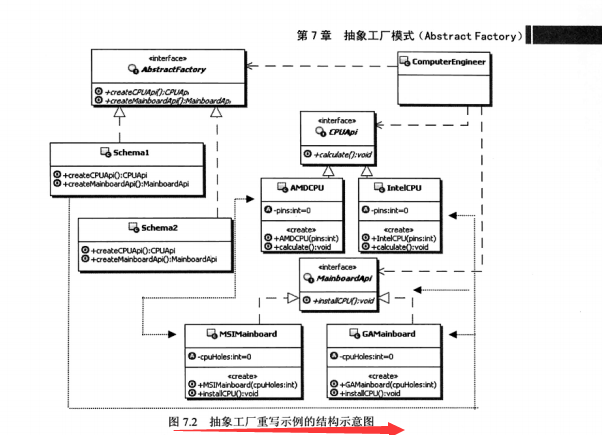 第 7 章 抽象工厂模式（Abstract Factory）
«interface»
AbstractFactory
+createCPUApi():CPUApi
+createMainboardApi():MainboardApi
ComputerEngineer
«interface»
CPUApi
+calculate():void
Schema1
+createCPUApi():CPUApi
+createMainboardApi():MainboardApi
AMDCPU
-pins:int=0
«create»
+AMDCPU(pins:int)
+calculate():void
IntelCPU
-pins:int=0
«create»
+IntelCPU(pins:int)
+calculate():void
Schema2
+createCPUApi():CPUApi
+createMainboardApi():MainboardApi
«interface»
MainboardApi
+installCPU():void
MSIMainboard
-cpuHoles:int=0
«create»
+MSIMainboard(cpuHoles:int)
+installCPU():void
GAMainboard
-cpuHoles:int=0
«create»
+GAMainboard(cpuHoles:int)
+installCPU():void
图 7.2 抽象工厂重写示例的结构示意图